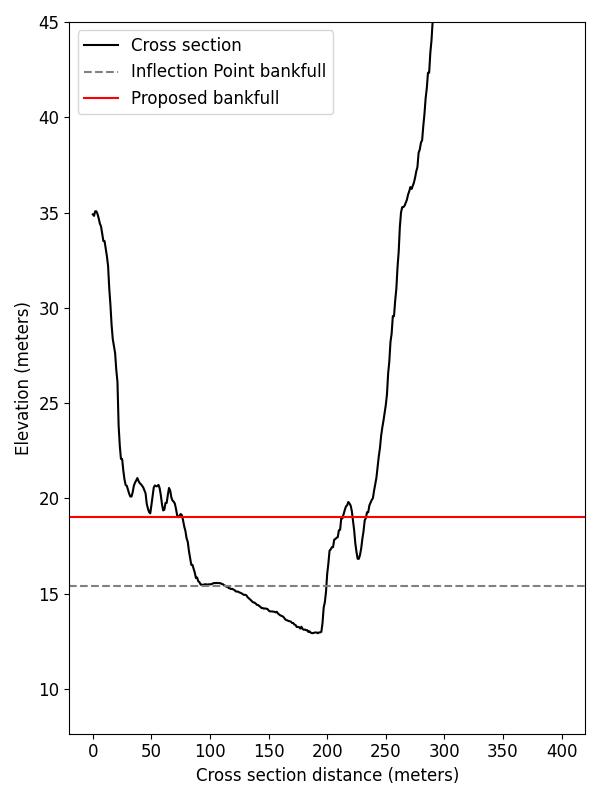 45
40
35
30
25
20
15
10
Elevation (meters)
Cross section
Inflection Point bankfull
Proposed bankfull
0 50 100 150 200 250 300 350 400
Cross section distance (meters)